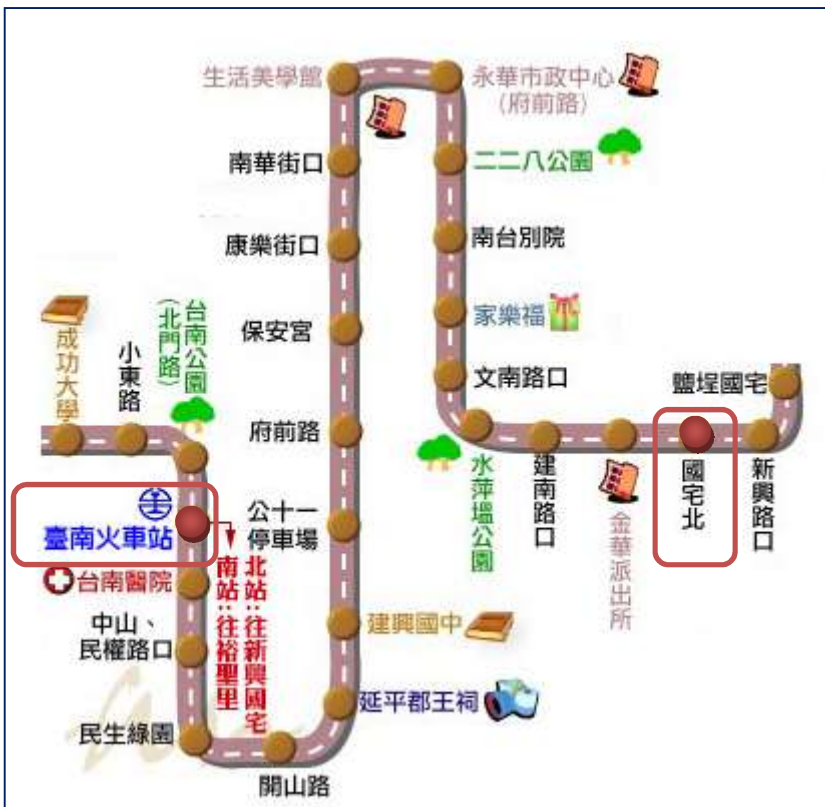 生活美學館
永華市政中心
(府前路)
南華街口
二二八公園
康樂街口
南台別院
成功大學
小東路
台南公園
(北門路)
保安宮
家樂福
文南路口
鹽埕國宅
府前路
水萍塭公園
建南路口
金華派出所
國宅北
新興路口
臺南火車站
公十一
停車場
北站:往新興國宅
南站:往裕聖里
台南醫院
中山、
民權路口
建興國中
延平郡王祠
民生綠園
開山路